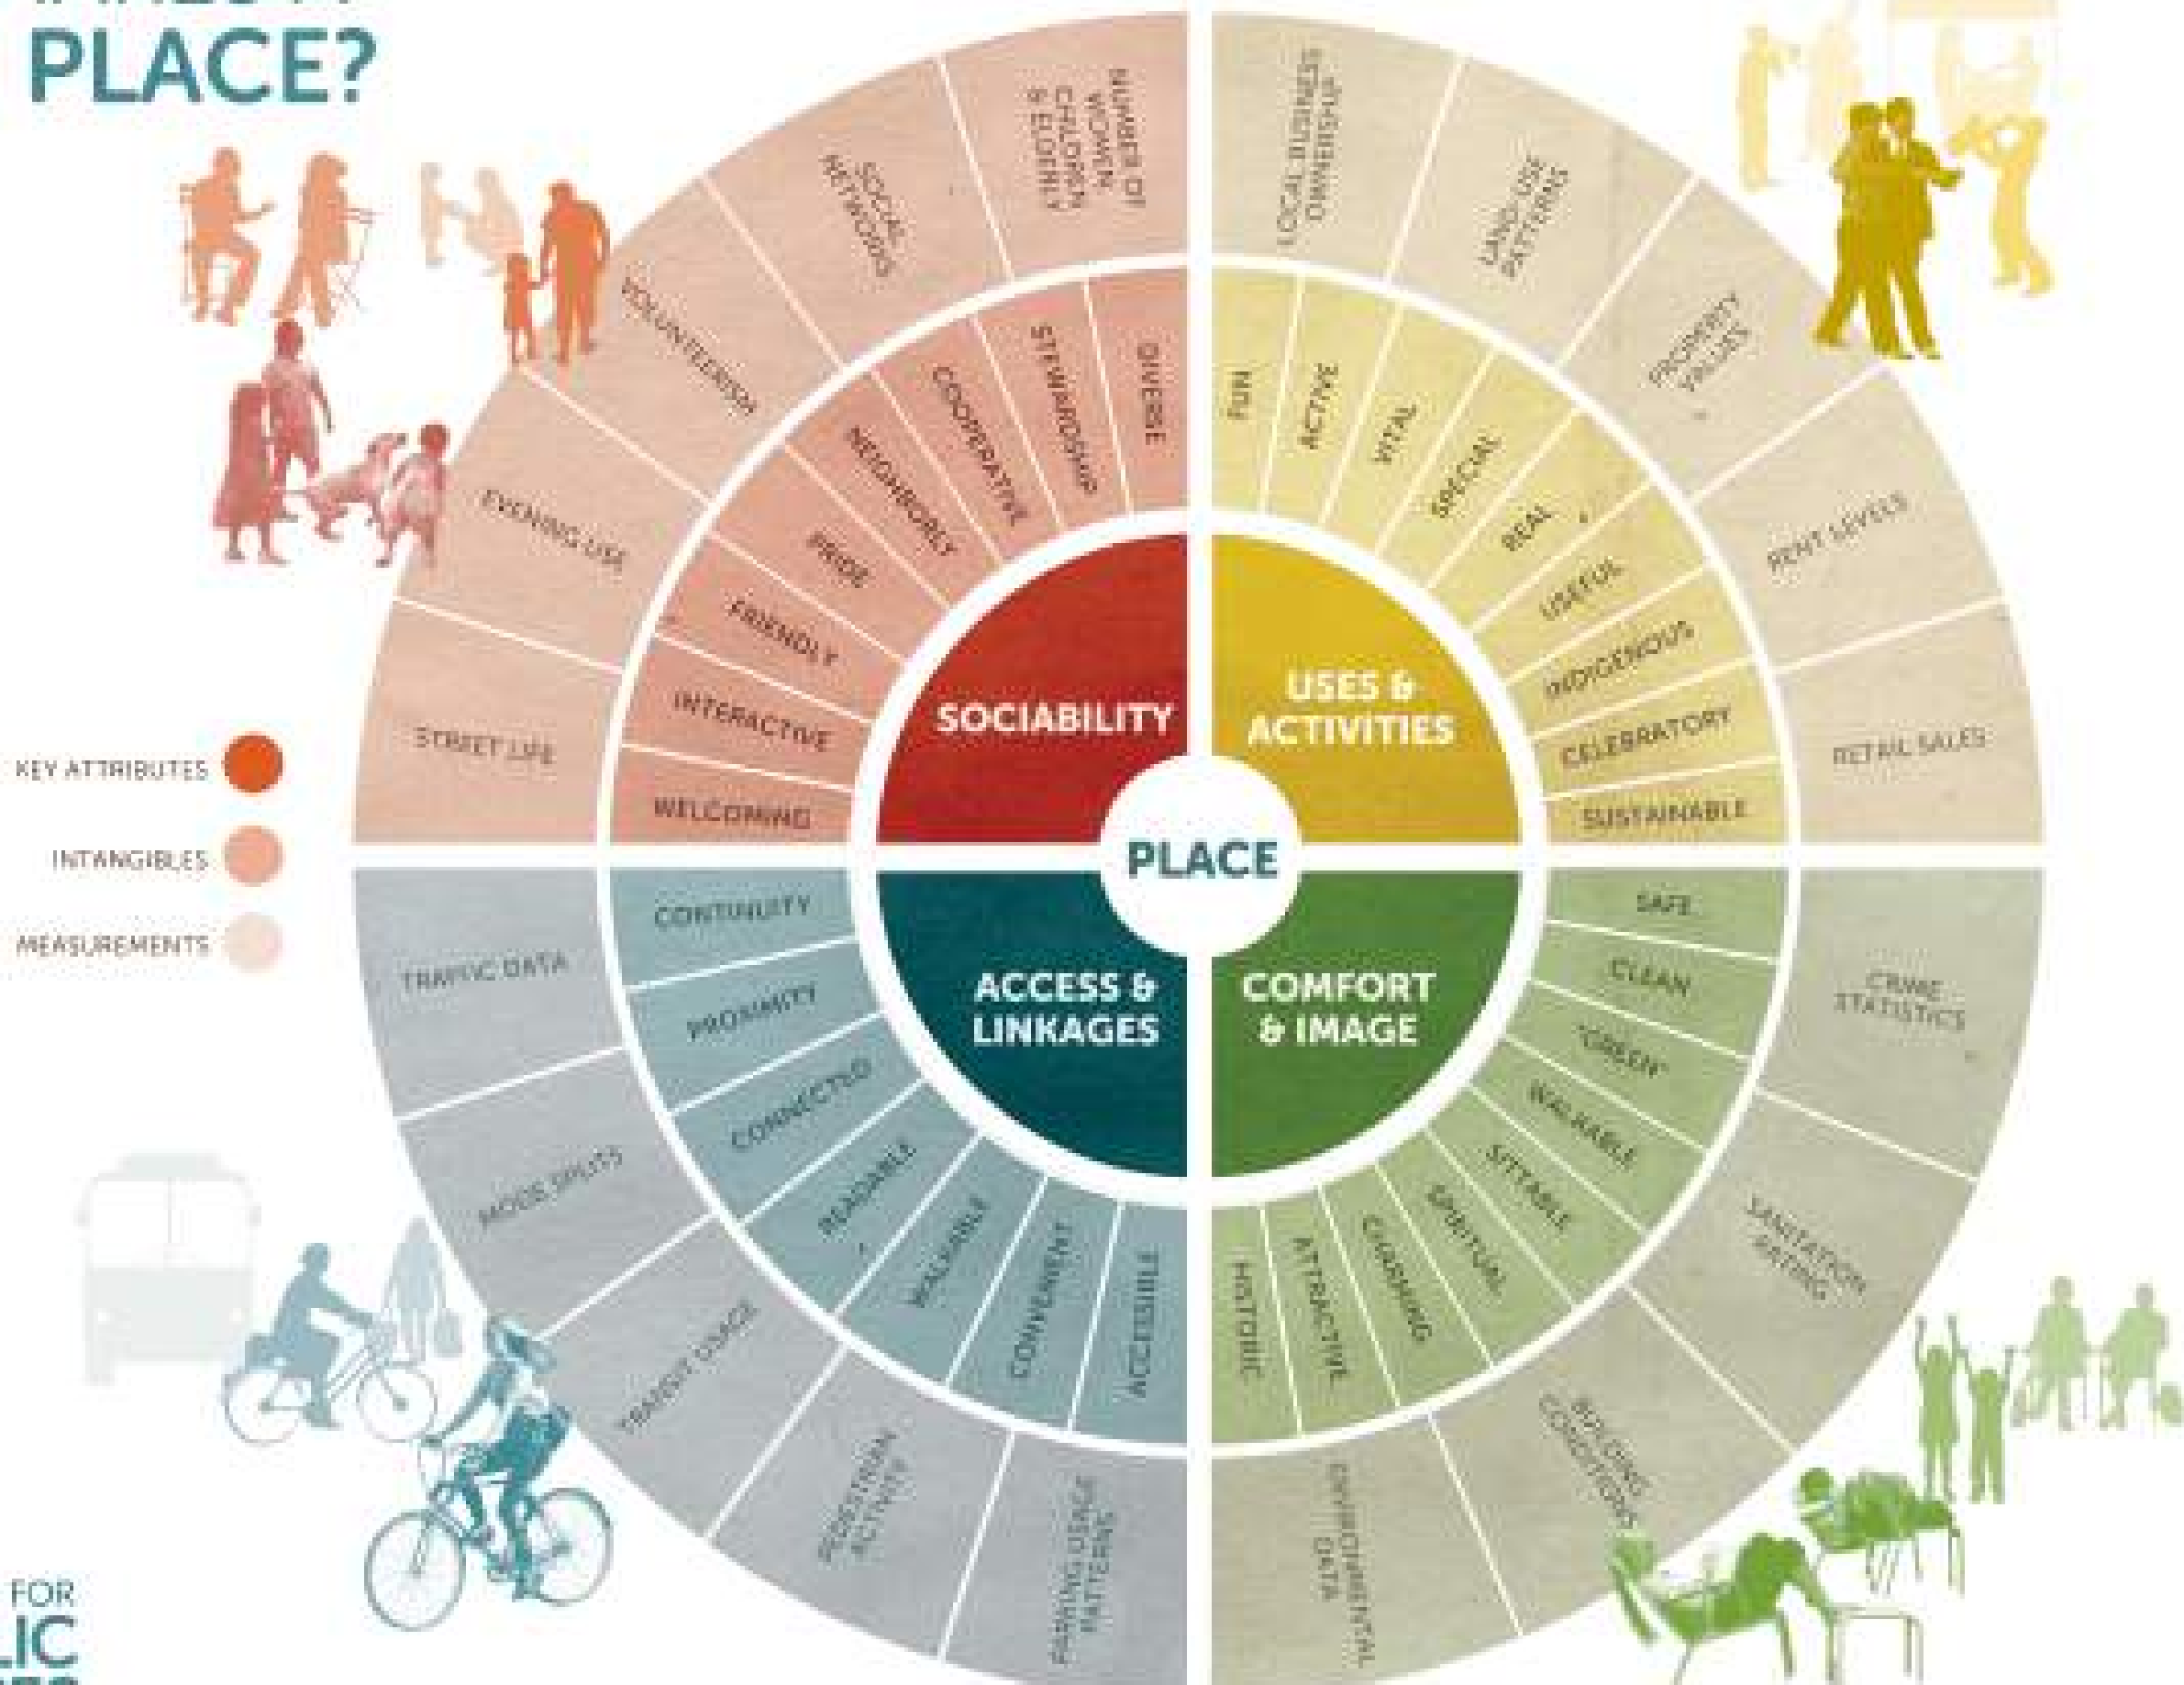 PLACE?
NUMBER OF
WOMEN
CHILDREN
& ELDERLY
SOCIAL
NETWORKS
VOLUNTEERISM
EVENING USE
STREET LIFE
DIVERSE
STEWARDSHIP
COOPERATIVE
NEIGHBORLY
PRIDE
FRIENDLY
INTERACTIVE
WELCOMING
SOCIABILITY
LOCAL BUSINESS
OWNERSHIP
LAND-USE
PATTERNS
PROPERTY
VALUES
RENT LEVELS
RETAIL SALES
FUN
ACTIVE
VITAL
SPECIAL
REAL
USEFUL
INDIGENOUS
CELEBRATORY
SUSTAINABLE
USES &
ACTIVITIES
PLACE
KEY ATTRIBUTES
INTANGIBLES
MEASUREMENTS
ACCESS &
LINKAGES
CONTINUITY
PROXIMITY
CONNECTED
READABLE
WALKABLE
CONVENIENT
ACCESSIBLE
TRAFFIC DATA
MODE SPLITS
TRANSIT USAGE
PEDESTRIAN
ACTIVITY
PARKING USAGE
PATTERNS
COMFORT
& IMAGE
SAFE
CLEAN
"GREEN"
WALKABLE
SITTABLE
SPIRITUAL
CHARMING
ATTRACTIVE
HISTORIC
CRIME
STATISTICS
SANITATION
RATING
BUILDING
CONDITIONS
ENVIRONMENTAL
DATA
FOR
LIC